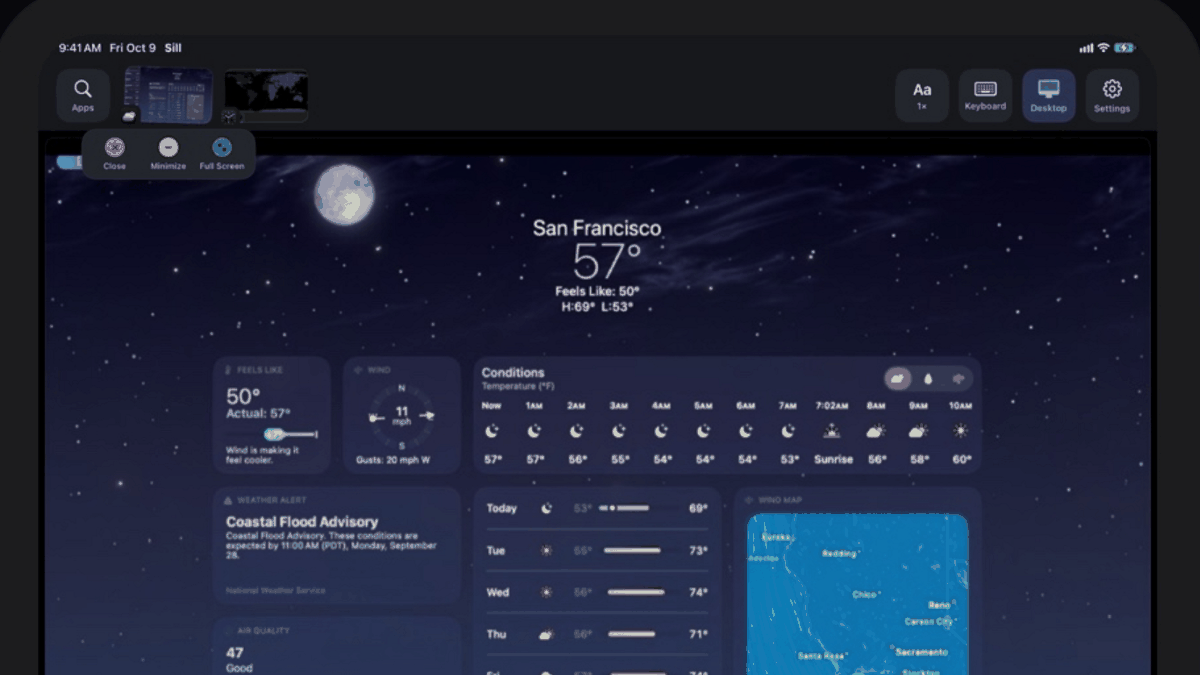 9:41 AM Fri Oct 9 Sill
Apps
Aa
1×
Keyboard
Desktop
Settings
Close
Minimize
Full Screen
San Francisco
57°
Feels Like: 50°
H:69° L:53°
FEELS LIKE
50°
Actual: 57°
Wind is making it
feel cooler.
WIND
N
W
11
mph
S
Gusts: 20 mph W
Conditions
Temperature (°F)
Now 1AM 2AM 3AM 4AM 5AM 6AM 7AM 7:02AM 8AM 9AM 10AM
57° 57° 56° 55° 54° 54° 54° 53° Sunrise 56° 58° 60°
WEATHER ALERT
Coastal Flood Advisory
Coastal Flood Advisory. These conditions are
expected by 11:00 AM (PDT), Monday, September
28.
National Weather Service
AIR QUALITY
47
Good
Today 53° 69°
Tue 55° 73°
Wed 56° 74°
Thu 56° 71°
WIND MAP
Eureka
Redding
Chico
Reno
Carson City
Santa Rosa
Sacramento
Stockton